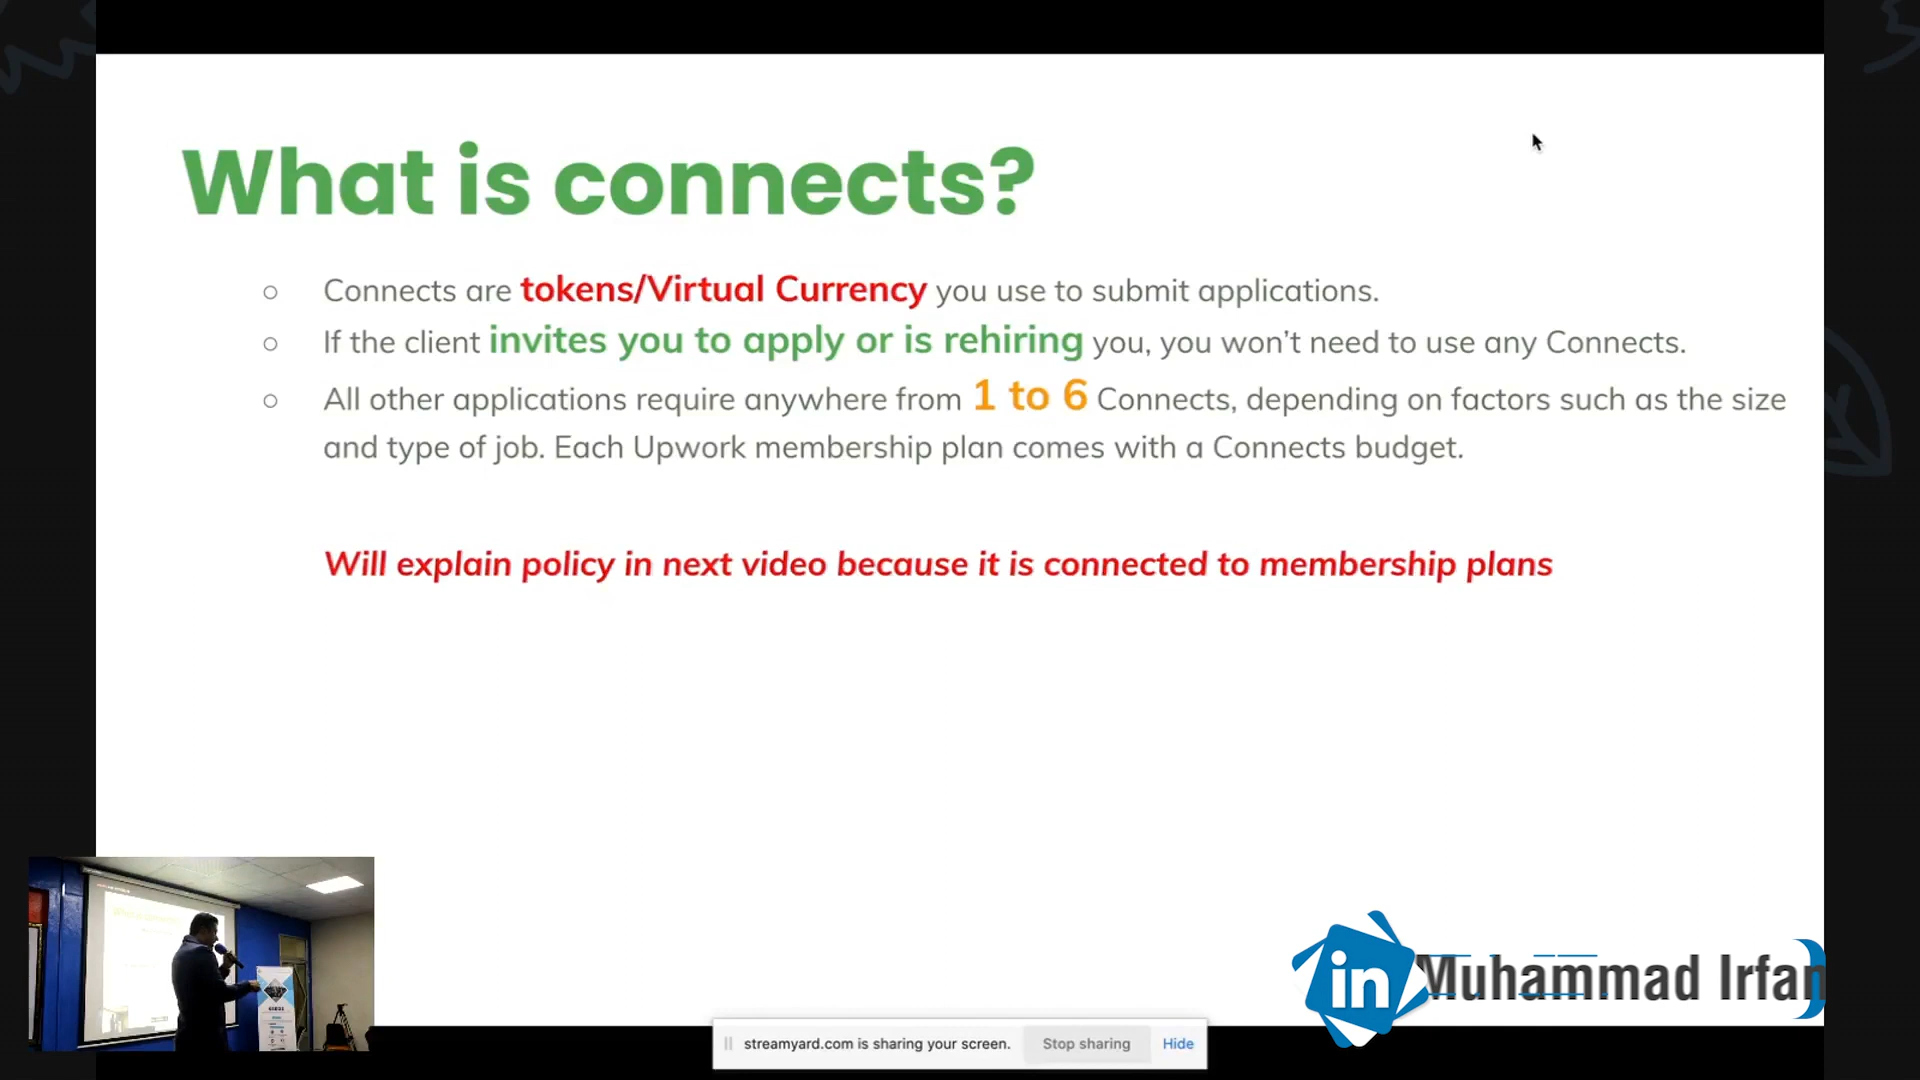 What is connects?
Connects are tokens/Virtual Currency you use to submit applications.
If the client invites you to apply or is rehiring you, you won't need to use any Connects.
All other applications require anywhere from 1 to 6 Connects, depending on factors such as the size
and type of job. Each Upwork membership plan comes with a Connects budget.
Will explain policy in next video because it is connected to membership plans
in Muhammad Irfan
streamyard.com is sharing your screen. Stop sharing Hide